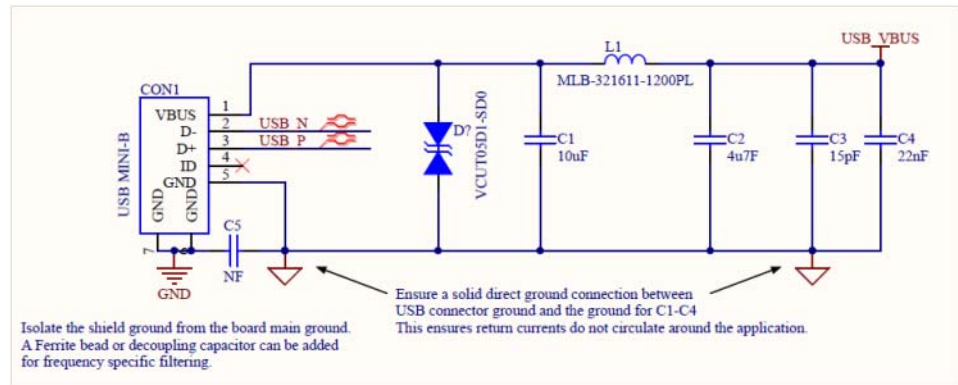 USB_VBUS
L1
MLB-321611-1200PL
CON1
USB MINI-B
VBUS 1
D- 2 USB_N
D+ 3 USB_P
ID 4
GND 5
GND GND
7 6
GND
C5
NF
D?
VCUT05D1-SD0
C1
10uF
C2
4u7F
C3
15pF
C4
22nF
Ensure a solid direct ground connection between
USB connector ground and the ground for C1-C4
This ensures return currents do not circulate around the application.
Isolate the shield ground from the board main ground.
A Ferrite bead or decoupling capacitor can be added
for frequency specific filtering.